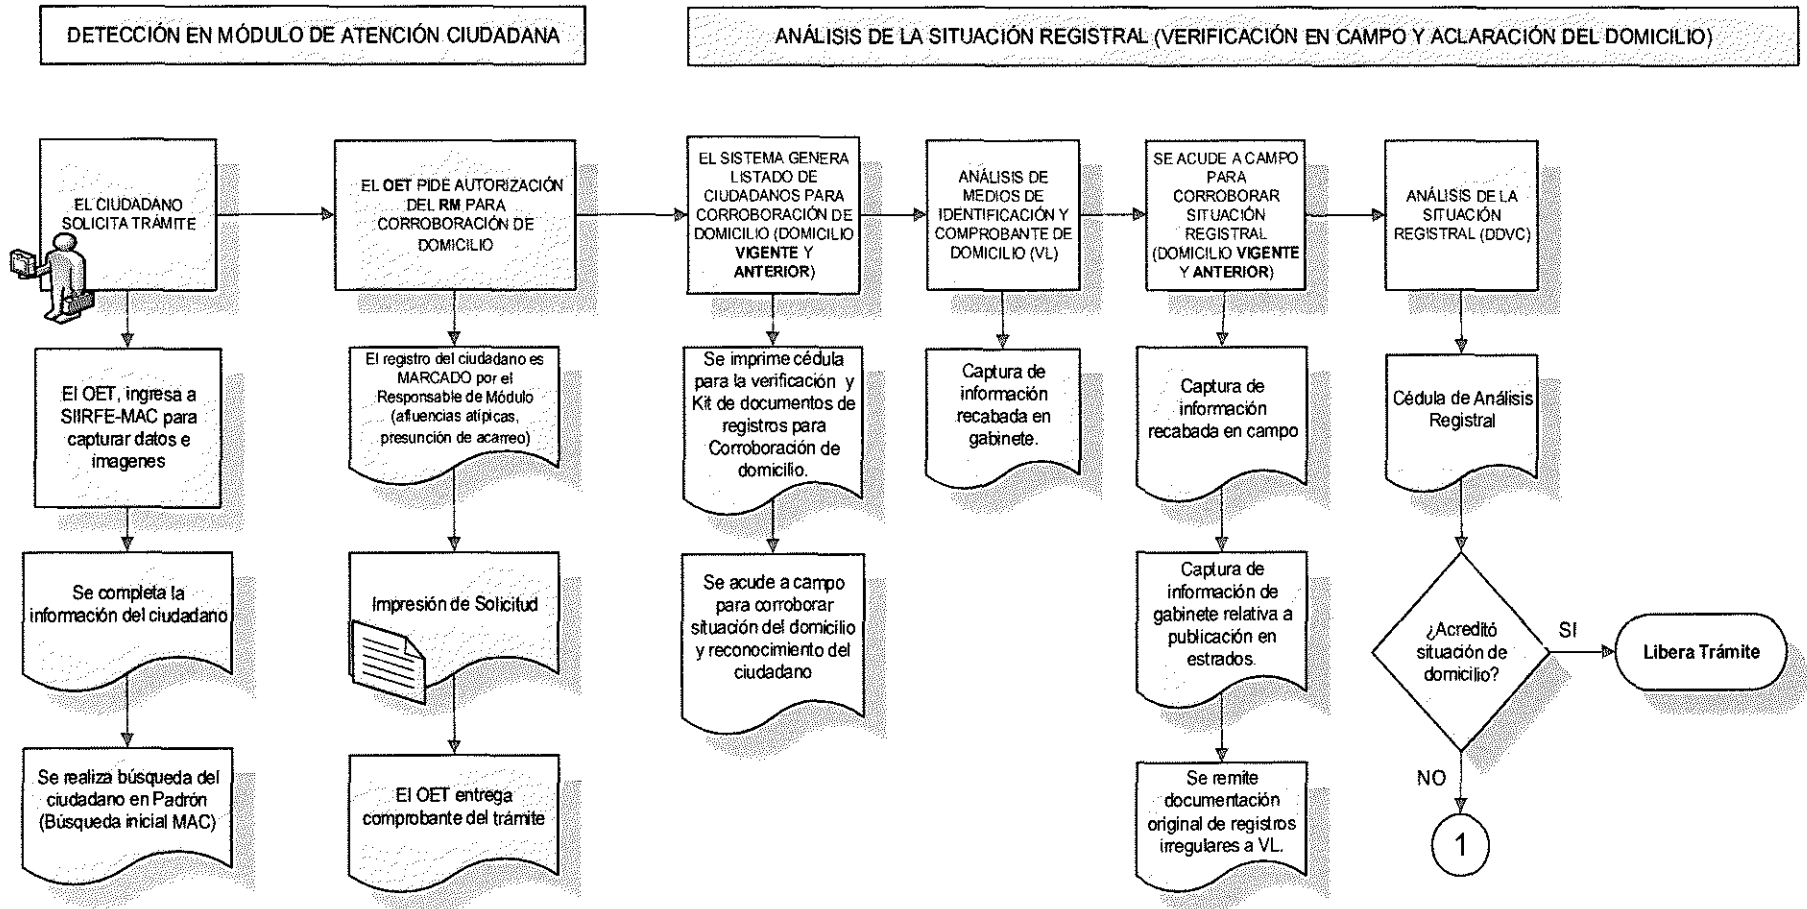 DETECCIÓN EN MÓDULO DE ATENCIÓN CIUDADANA
ANÁLISIS DE LA SITUACIÓN REGISTRAL (VERIFICACIÓN EN CAMPO Y ACLARACIÓN DEL DOMICILIO)
EL CIUDADANO
SOLICITA TRÁMITE
El OET, ingresa a
SIIRFE-MAC para
capturar datos e
imagenes
Se completa la
información del ciudadano
Se realiza búsqueda del
ciudadano en Padrón
(Búsqueda inicial MAC)
EL OET PIDE AUTORIZACIÓN
DEL RM PARA
CORROBORACIÓN DE
DOMICILIO
El registro del ciudadano es
MARCADO por el
Responsable de Módulo
(afluencias atípicas,
presunción de acarreo)
Impresión de Solicitud
El OET entrega
comprobante del trámite
EL SISTEMA GENERA
LISTADO DE
CIUDADANOS PARA
CORROBORACIÓN DE
DOMICILIO (DOMICILIO
VIGENTE Y
ANTERIOR)
Se imprime cédula
para la verificación y
Kit de documentos de
registros para
Corroboración de
domicilio.
Se acude a campo
para corroborar
situación del domicilio
y reconocimiento del
ciudadano
ANÁLISIS DE
MEDIOS DE
IDENTIFICACIÓN Y
COMPROBANTE DE
DOMICILIO (VL)
Captura de
información
recabada en
gabinete.
SE ACUDE A CAMPO
PARA
CORROBORAR
SITUACIÓN
REGISTRAL
(DOMICILIO VIGENTE
Y ANTERIOR)
Captura de
información
recabada en campo
Captura de
información de
gabinete relativa a
publicación en
estrados.
Se remite
documentación
original de registros
irregulares a VL.
ANÁLISIS DE LA
SITUACIÓN
REGISTRAL (DDVC)
Cédula de Análisis
Registral
¿Acreditó
situación de
domicilio?
SI
Libera Trámite
NO
1